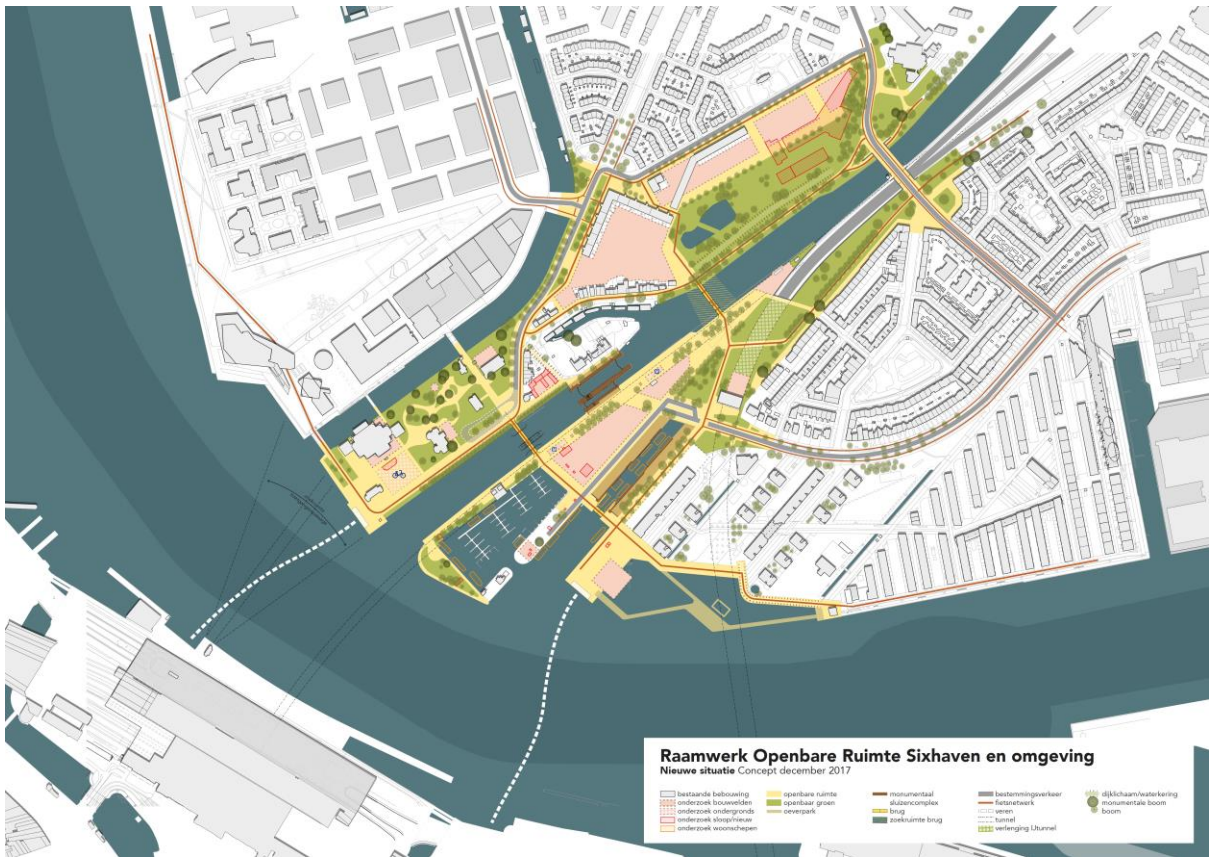 Raamwerk Openbare Ruimte Sixhaven en omgeving
Nieuwe situatie Concept december 2017
bestaande bebouwing
onderzoek bouwvelden
onderzoek ondergronds
onderzoek sloop/nieuw
onderzoek woonschepen
openbare ruimte
openbaar groen
oeverpark
monumentaal
sluizencomplex
brug
zoekruimte brug
bestemmingsverkeer
fietsnetwerk
veren
tunnel
verlenging IJtunnel
dijklichaam/waterkering
monumentale boom
boom